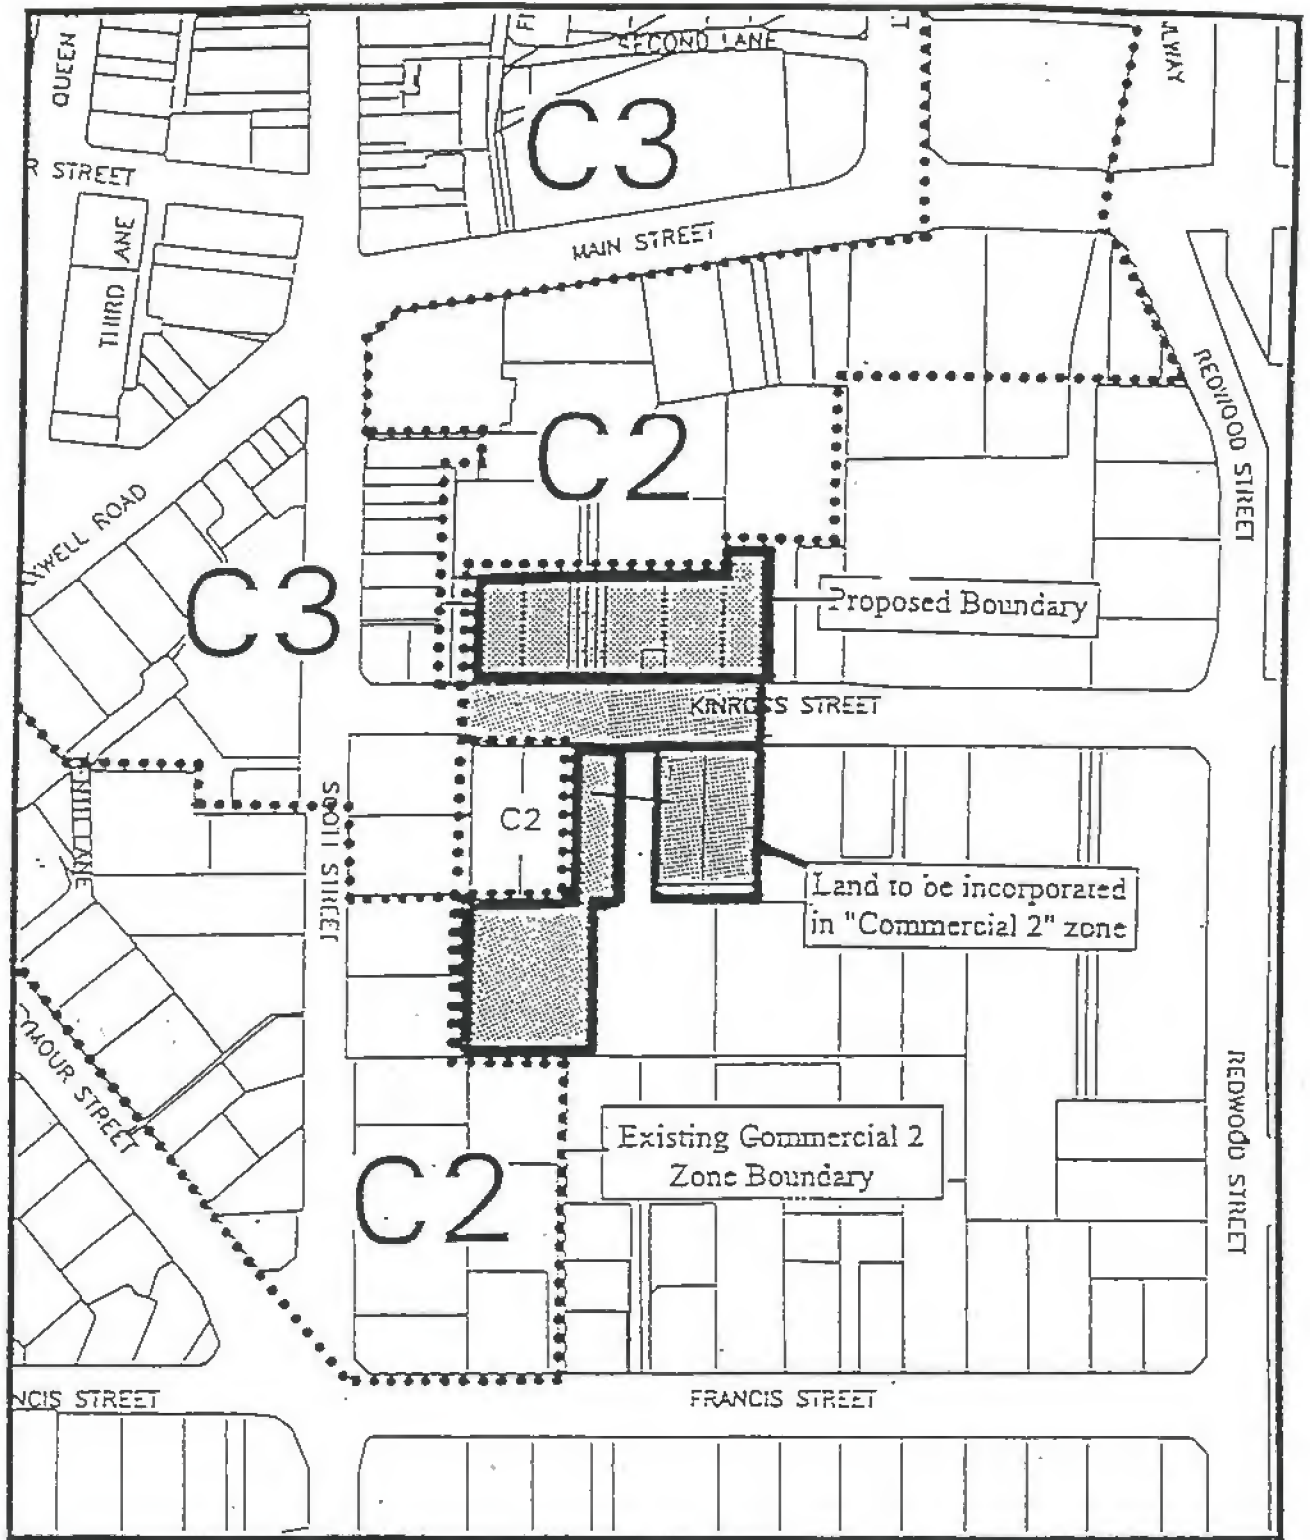 QUEEN
SECOND LANE
C3
R STREET
MAIN STREET
THIRD
REDWOOD STREET
C2
WELL ROAD
C3
Proposed Boundary
KINROSS STREET
C2
SCOTT STREET
LANE
Land to be incorporated
in "Commercial 2" zone
MOUR STREET
Existing Commercial 2
Zone Boundary
C2
REDWOOD STREET
NCIS STREET
FRANCIS STREET